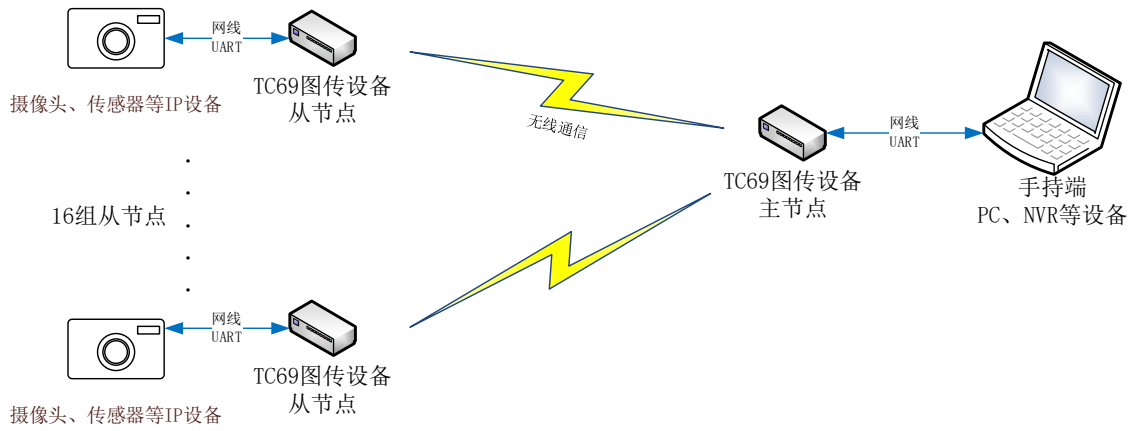 网线
UART
TC69图传设备
从节点
摄像头、传感器等IP设备
无线通信
网线
UART
TC69图传设备
主节点
手持端
PC、NVR等设备
16组从节点
网线
UART
TC69图传设备
从节点
摄像头、传感器等IP设备